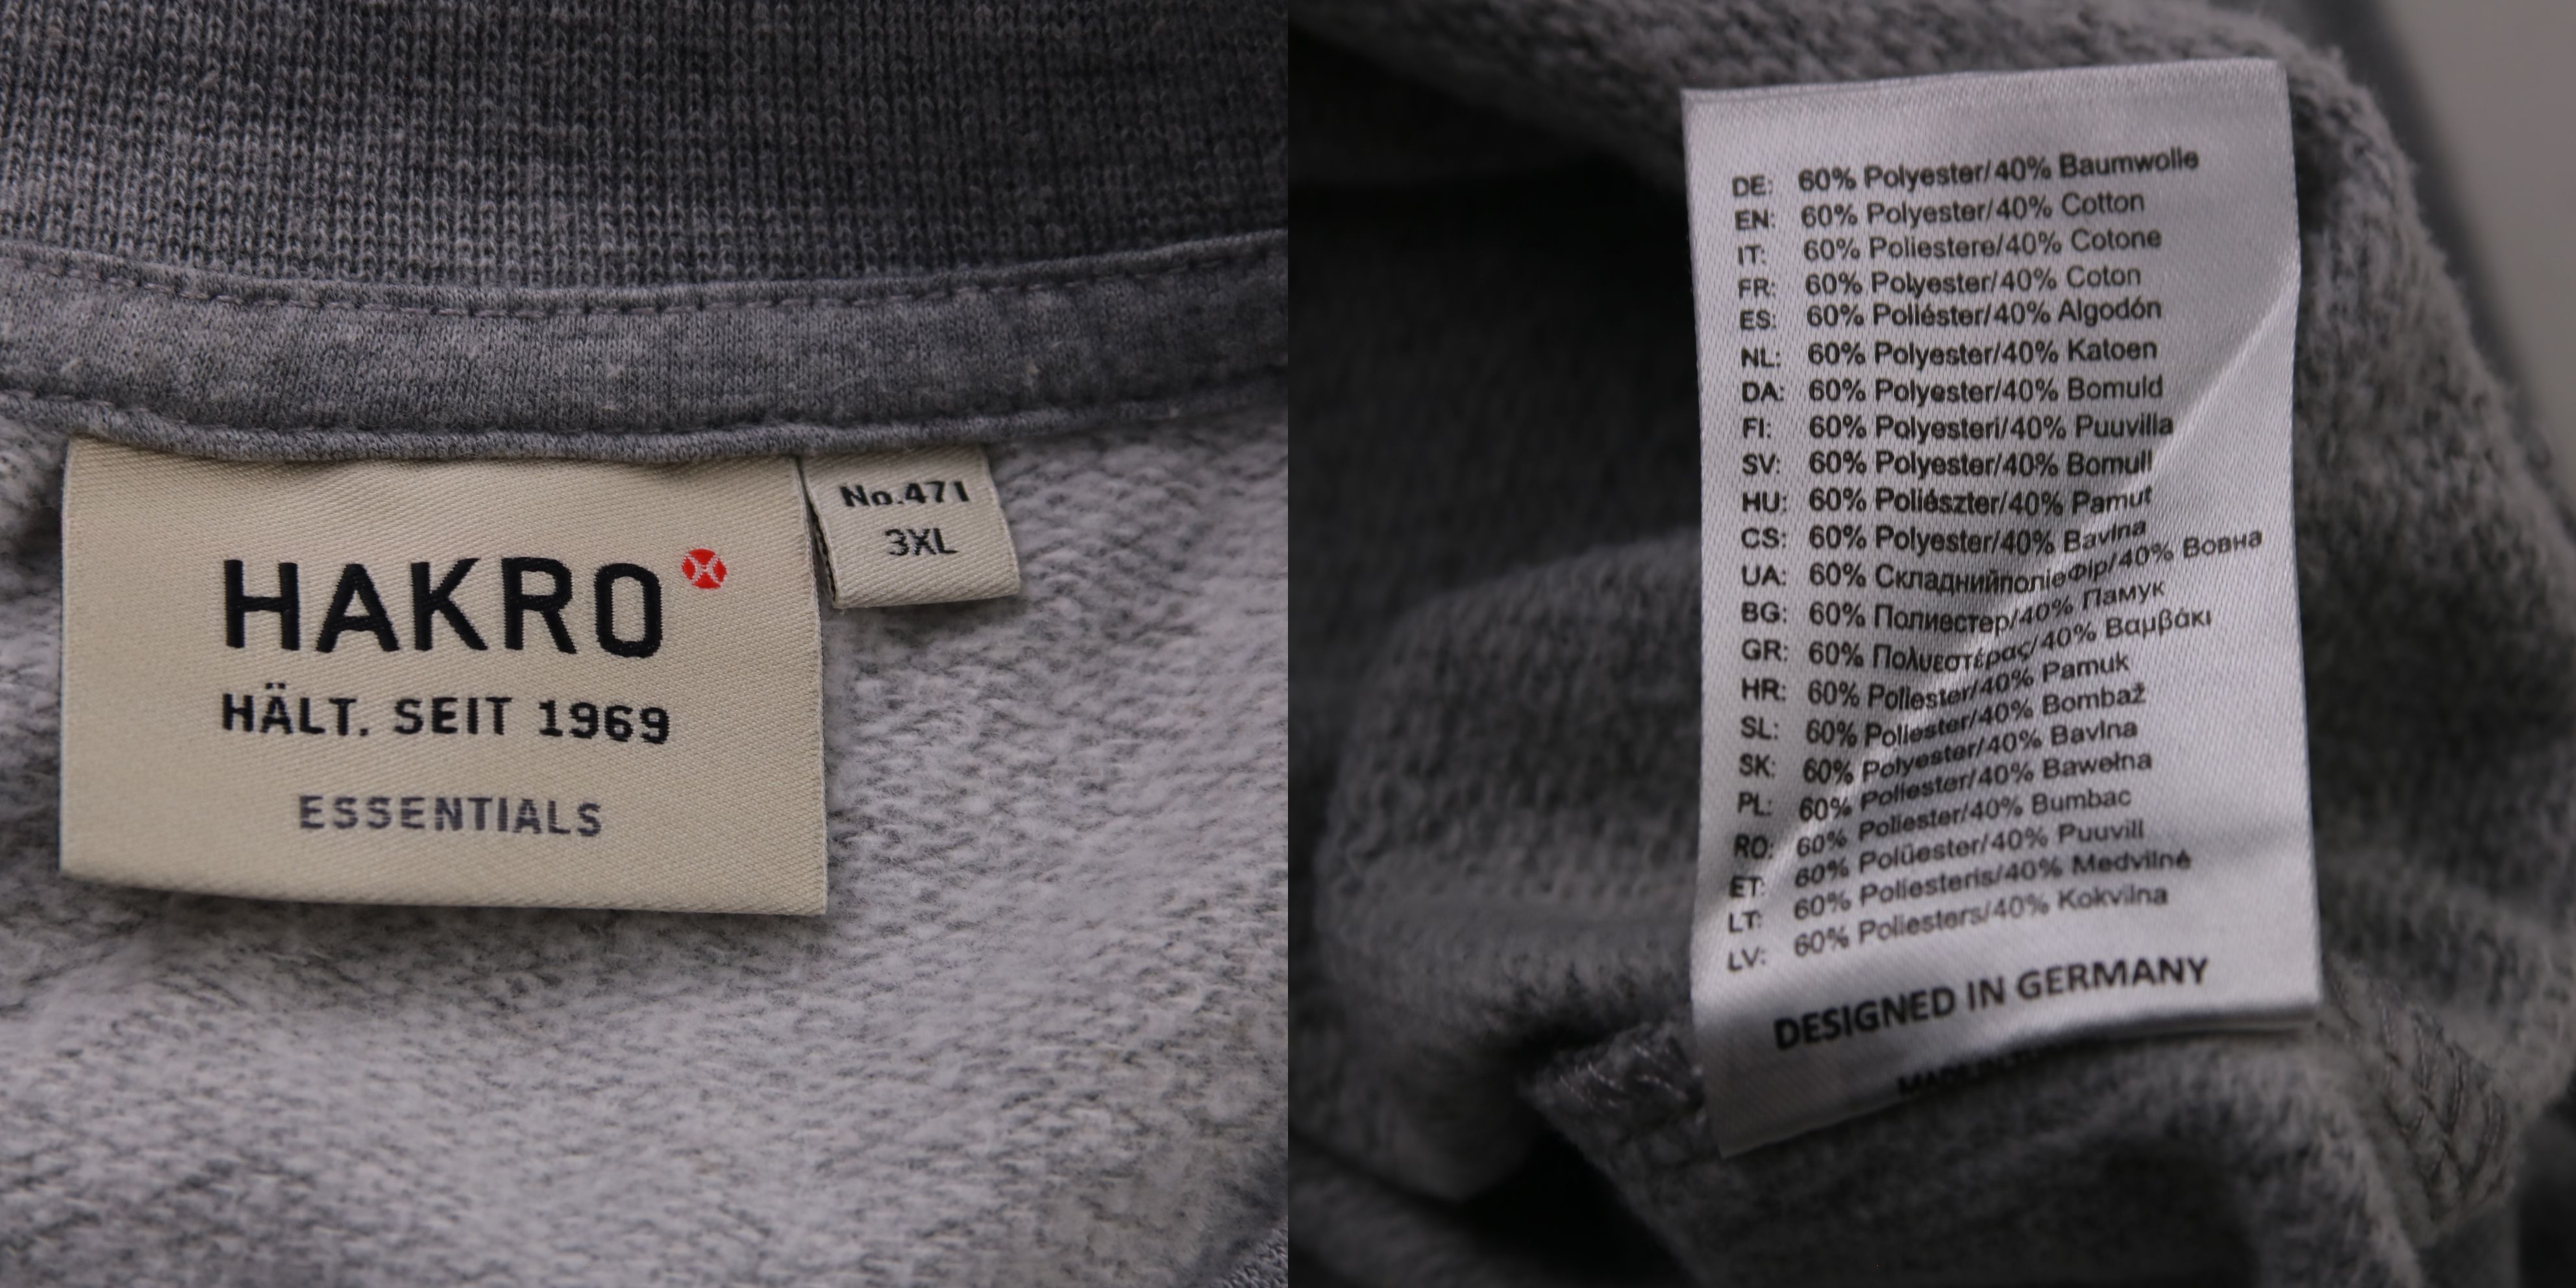 HAKRO
HÄLT. SEIT 1969
ESSENTIALS
No.471
3XL
DE: 60% Polyester/40% Baumwolle
EN: 60% Polyester/40% Cotton
IT: 60% Poliestere/40% Cotone
FR: 60% Polyester/40% Coton
ES: 60% Poliéster/40% Algodón
NL: 60% Polyester/40% Katoen
DA: 60% Polyester/40% Bomuld
FI: 60% Polyesteri/40% Puuvilla
SV: 60% Polyester/40% Bomull
HU: 60% Poliészter/40% Pamut
CS: 60% Polyester/40% Bavlna
UA: 60% Складнийполіефір/40% Вовна
BG: 60% Полиестер/40% Памук
GR: 60% Πολυεστέρας/40% Βαμβάκι
HR: 60% Poliester/40% Pamuk
SL: 60% Poliester/40% Bombaž
SK: 60% Polyester/40% Bavlna
PL: 60% Poliester/40% Bawełna
RO: 60% Poliester/40% Bumbac
ET: 60% Polüester/40% Puuvill
LT: 60% Poliesteris/40% Medvilnė
LV: 60% Poliesters/40% Kokvilna
DESIGNED IN GERMANY